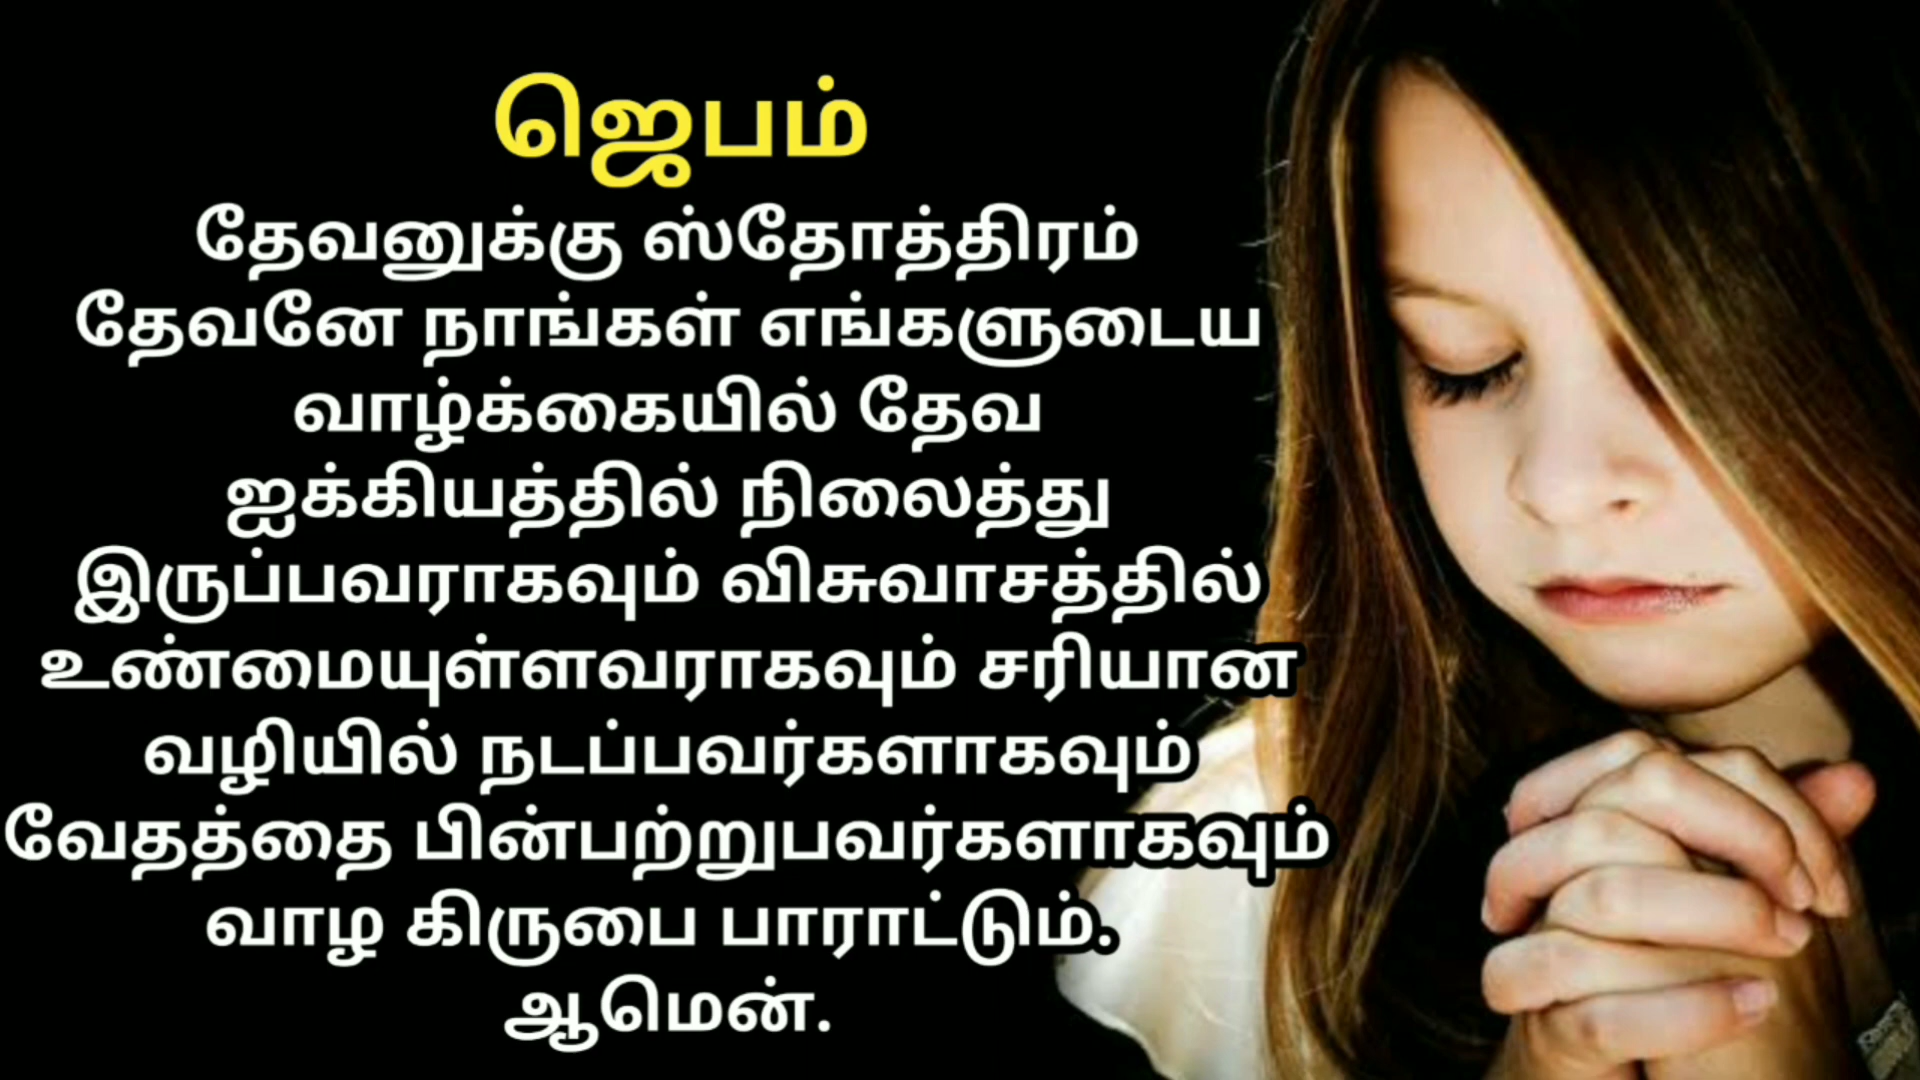 ஜெபம்
தேவனுக்கு ஸ்தோத்திரம்
தேவனே நாங்கள் எங்களுடைய
வாழ்க்கையில் தேவ
ஐக்கியத்தில் நிலைத்து
இருப்பவராகவும் விசுவாசத்தில்
உண்மையுள்ளவராகவும் சரியான
வழியில் நடப்பவர்களாகவும்
வேதத்தை பின்பற்றுபவர்களாகவும்
வாழ கிருபை பாராட்டும்.
ஆமென்.